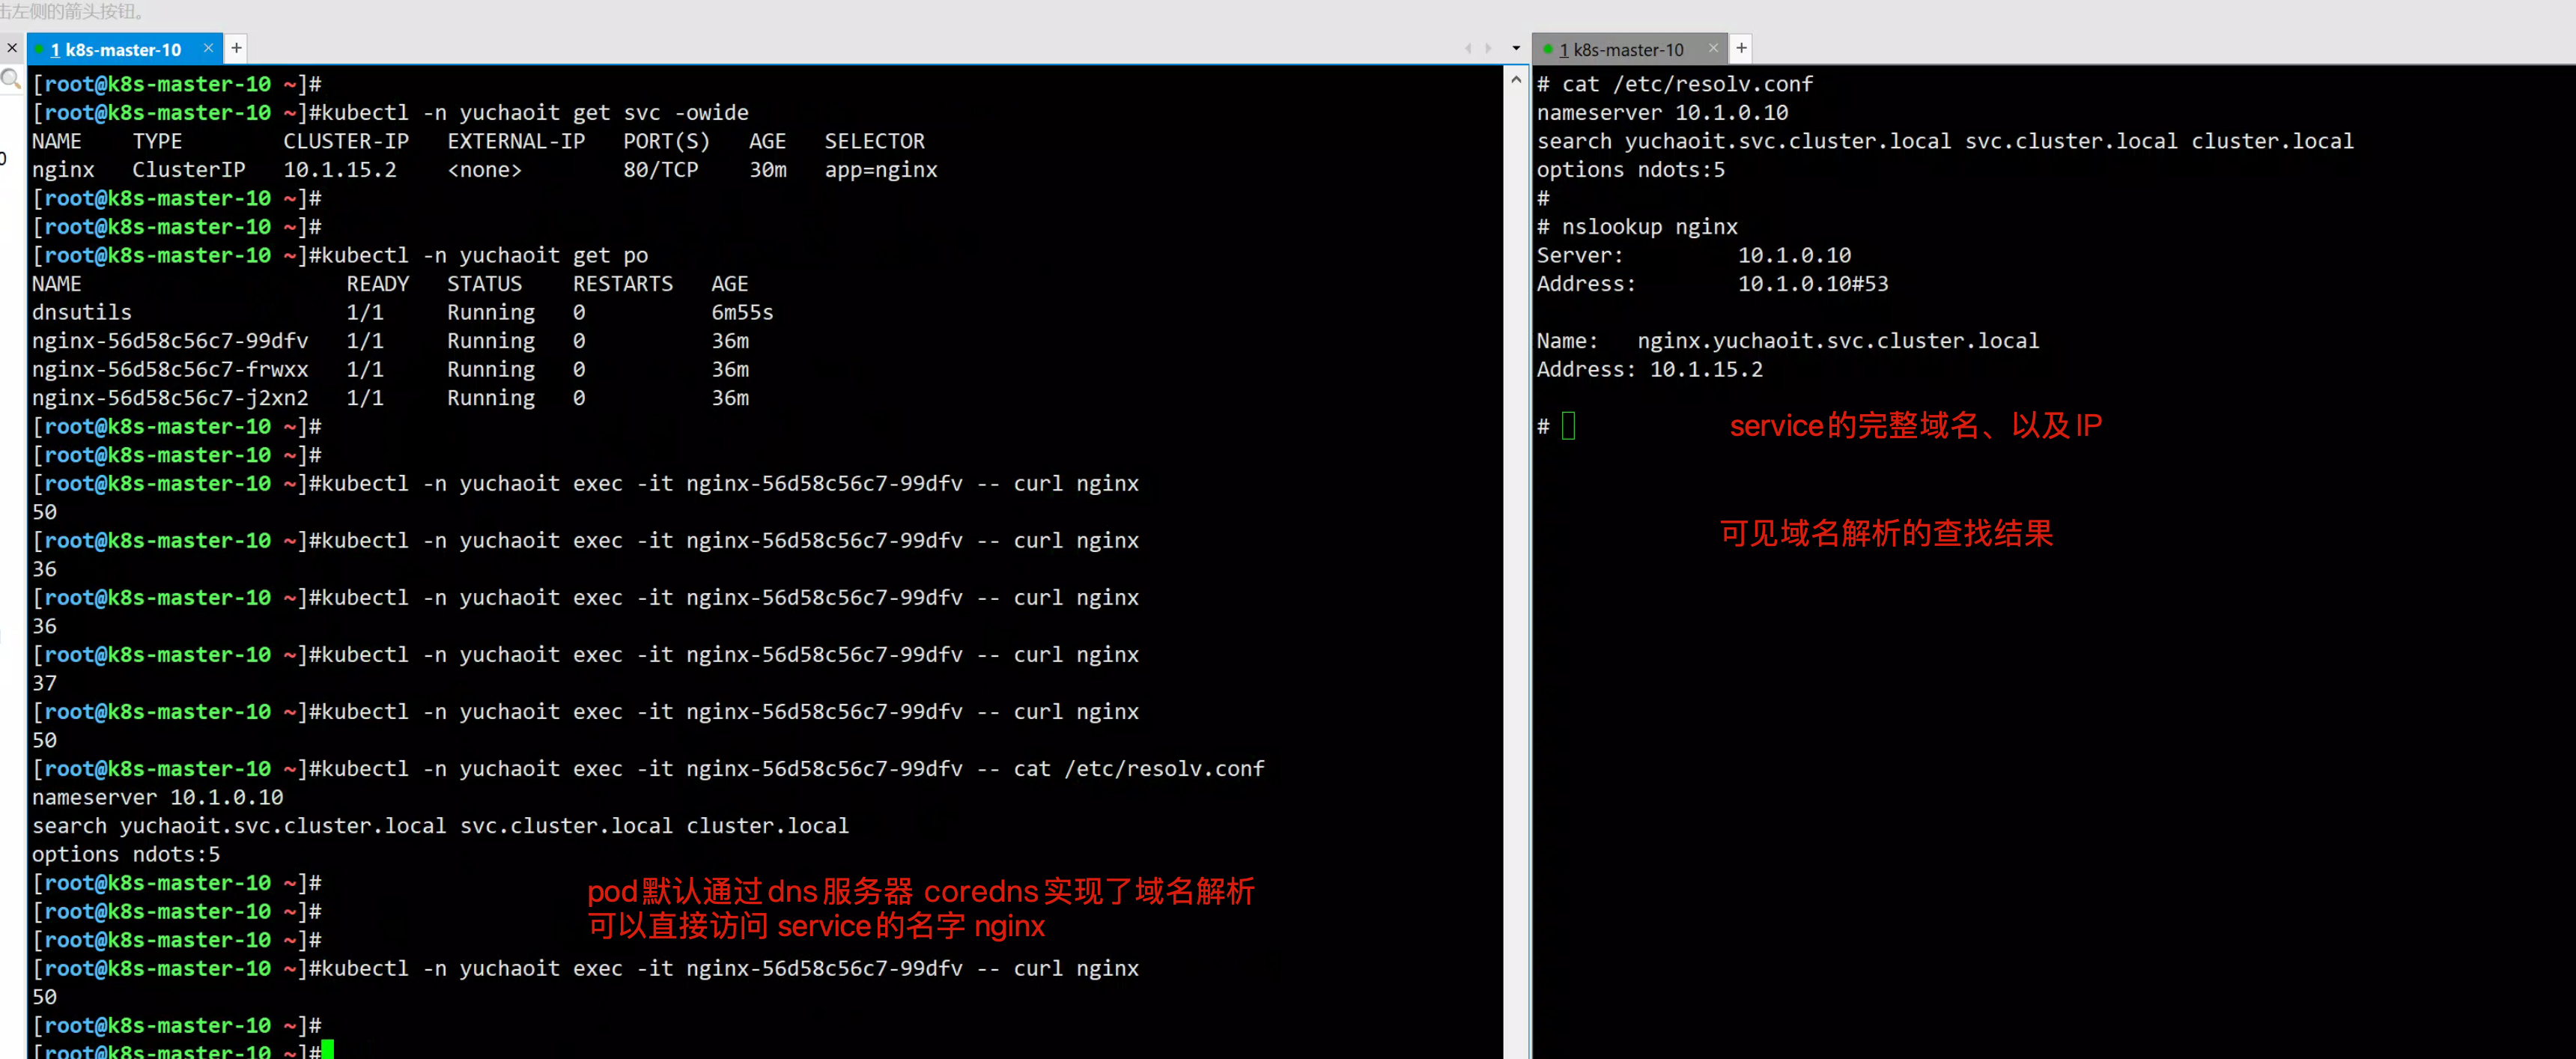 击左侧的箭头按钮。
1 k8s-master-10
[root@k8s-master-10 ~]#
[root@k8s-master-10 ~]#kubectl -n yuchaoit get svc -owide
NAME TYPE CLUSTER-IP EXTERNAL-IP PORT(S) AGE SELECTOR
nginx ClusterIP 10.1.15.2 <none> 80/TCP 30m app=nginx
[root@k8s-master-10 ~]#
[root@k8s-master-10 ~]#
[root@k8s-master-10 ~]#kubectl -n yuchaoit get po
NAME READY STATUS RESTARTS AGE
dnsutils 1/1 Running 0 6m55s
nginx-56d58c56c7-99dfv 1/1 Running 0 36m
nginx-56d58c56c7-frwxx 1/1 Running 0 36m
nginx-56d58c56c7-j2xn2 1/1 Running 0 36m
[root@k8s-master-10 ~]#
[root@k8s-master-10 ~]#
[root@k8s-master-10 ~]#kubectl -n yuchaoit exec -it nginx-56d58c56c7-99dfv -- curl nginx
50
[root@k8s-master-10 ~]#kubectl -n yuchaoit exec -it nginx-56d58c56c7-99dfv -- curl nginx
36
[root@k8s-master-10 ~]#kubectl -n yuchaoit exec -it nginx-56d58c56c7-99dfv -- curl nginx
36
[root@k8s-master-10 ~]#kubectl -n yuchaoit exec -it nginx-56d58c56c7-99dfv -- curl nginx
37
[root@k8s-master-10 ~]#kubectl -n yuchaoit exec -it nginx-56d58c56c7-99dfv -- curl nginx
50
[root@k8s-master-10 ~]#kubectl -n yuchaoit exec -it nginx-56d58c56c7-99dfv -- cat /etc/resolv.conf
nameserver 10.1.0.10
search yuchaoit.svc.cluster.local svc.cluster.local cluster.local
options ndots:5
[root@k8s-master-10 ~]#
[root@k8s-master-10 ~]#
[root@k8s-master-10 ~]#
pod默认通过dns服务器 coredns实现了域名解析
可以直接访问 service的名字 nginx
[root@k8s-master-10 ~]#kubectl -n yuchaoit exec -it nginx-56d58c56c7-99dfv -- curl nginx
50
[root@k8s-master-10 ~]#
[root@k8s-master-10 ~]#
1 k8s-master-10
# cat /etc/resolv.conf
nameserver 10.1.0.10
search yuchaoit.svc.cluster.local svc.cluster.local cluster.local
options ndots:5
#
# nslookup nginx
Server: 10.1.0.10
Address: 10.1.0.10#53
Name: nginx.yuchaoit.svc.cluster.local
Address: 10.1.15.2
#
service的完整域名、以及IP
可见域名解析的查找结果